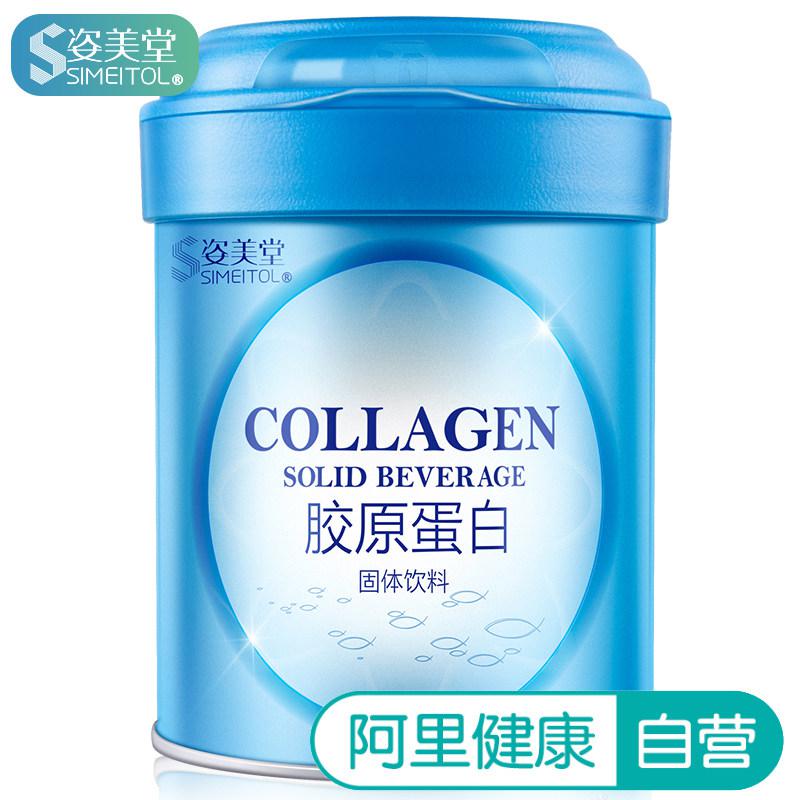 姿美堂
SIMEITOL®
姿美堂
SIMEITOL®
COLLAGEN
SOLID BEVERAGE
胶原蛋白
固体饮料
阿里健康 自营